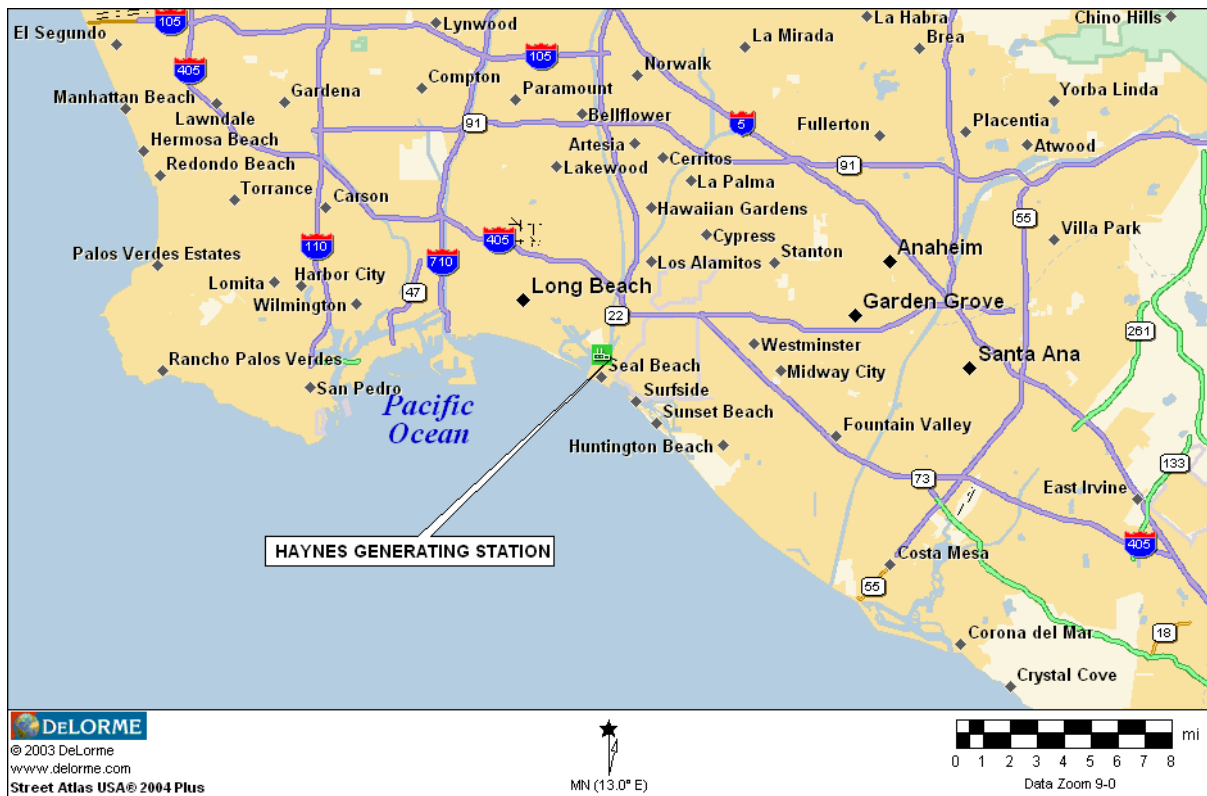 105
Lynwood
La Habra
Chino Hills
El Segundo
La Mirada
Brea
105
405
Norwalk
Compton
Manhattan Beach
Gardena
Paramount
Yorba Linda
Lawndale
Bellflower
91
5
Fullerton
Placentia
Hermosa Beach
Artesia
Atwood
Redondo Beach
Lakewood
Cerritos
91
Torrance
Carson
La Palma
Hawaiian Gardens
55
110
405
Cypress
Villa Park
Palos Verdes Estates
710
Los Alamitos
Stanton
Anaheim
Lomita
Harbor City
47
Long Beach
Wilmington
22
Garden Grove
261
Rancho Palos Verdes
Westminster
Santa Ana
Seal Beach
Midway City
San Pedro
Surfside
Pacific
Ocean
Sunset Beach
Fountain Valley
Huntington Beach
133
73
East Irvine
HAYNES GENERATING STATION
405
Costa Mesa
55
Corona del Mar
18
Crystal Cove
DELORME
© 2003 DeLorme
www.delorme.com
Street Atlas USA® 2004 Plus
MN (13.0° E)
mi
0 1 2 3 4 5 6 7 8
Data Zoom 9-0